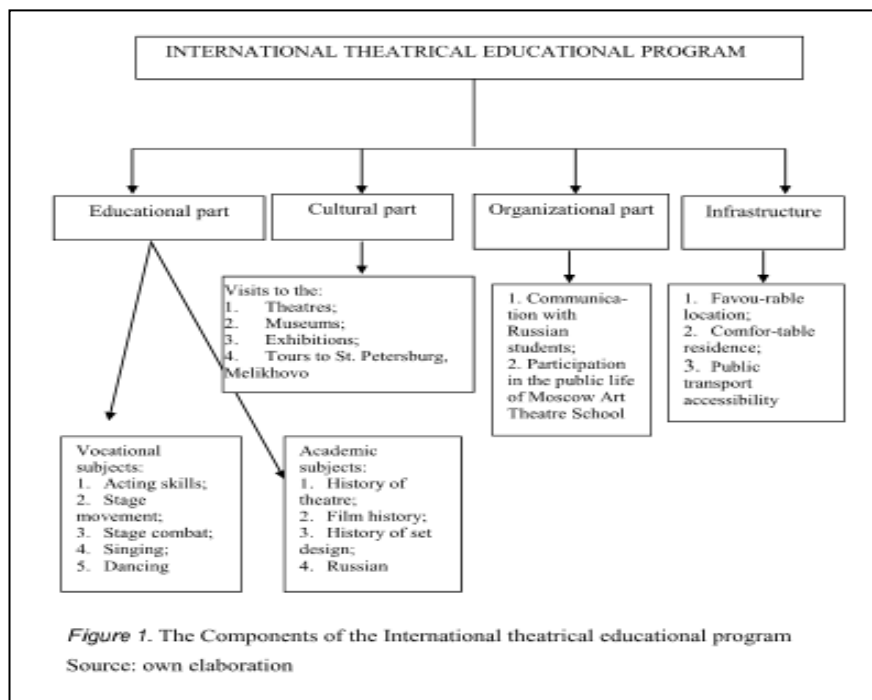 INTERNATIONAL THEATRICAL EDUCATIONAL PROGRAM
Educational part
Cultural part
Organizational part
Infrastructure
Visits to the:
1. Theatres;
2. Museums;
3. Exhibitions;
4. Tours to St. Petersburg,
Melikhovo
1. Communica-
tion with
Russian
students;
2. Participation
in the public life
of Moscow Art
Theatre School
1. Favou-rable
location;
2. Comfor-table
residence;
3. Public
transport
accessibility
Vocational
subjects:
1. Acting skills;
2. Stage
movement;
3. Stage combat;
4. Singing;
5. Dancing
Academic
subjects:
1. History of
theatre;
2. Film history;
3. History of set
design;
4. Russian
Figure 1. The Components of the International theatrical educational program
Source: own elaboration